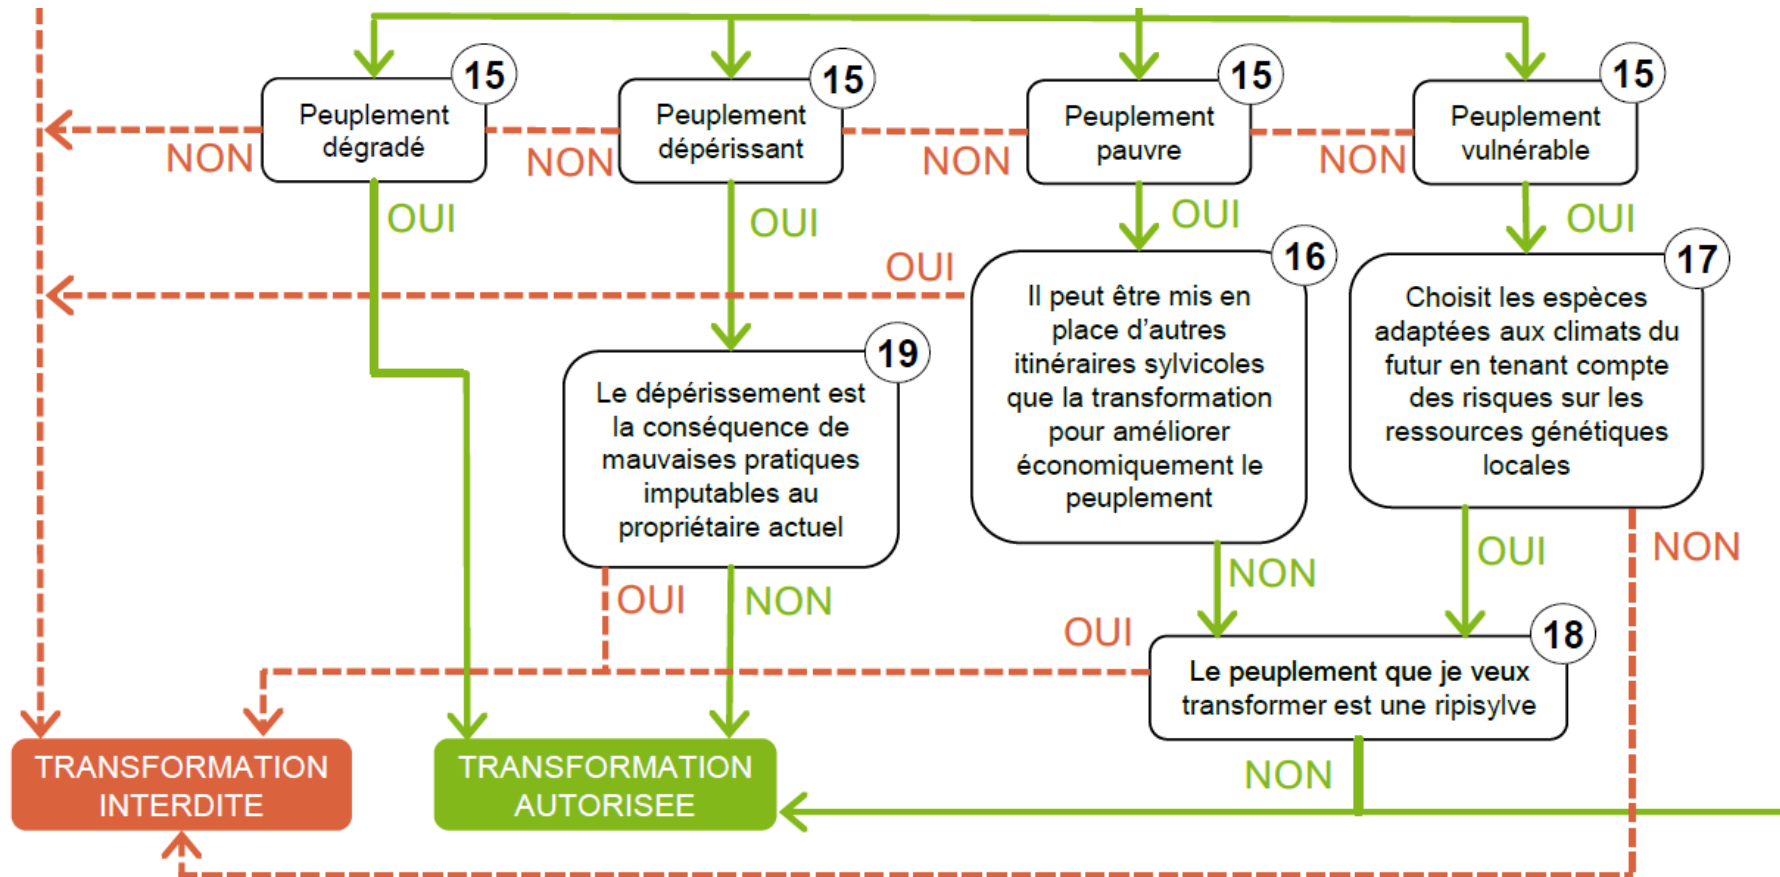 15
15
15
15
Peuplement
dégradé
Peuplement
dépérissant
Peuplement
pauvre
Peuplement
vulnérable
NON
NON
NON
NON
OUI
OUI
OUI
OUI
OUI
16
Il peut être mis en
place d'autres
itinéraires sylvicoles
que la transformation
pour améliorer
économiquement le
peuplement
17
Choisit les espèces
adaptées aux climats du
futur en tenant compte
des risques sur les
ressources génétiques
locales
19
Le dépérissement est
la conséquence de
mauvaises pratiques
imputables au
propriétaire actuel
OUI
NON
NON
OUI
NON
OUI
18
Le peuplement que je veux
transformer est une ripisylve
NON
TRANSFORMATION
INTERDITE
TRANSFORMATION
AUTORISEE